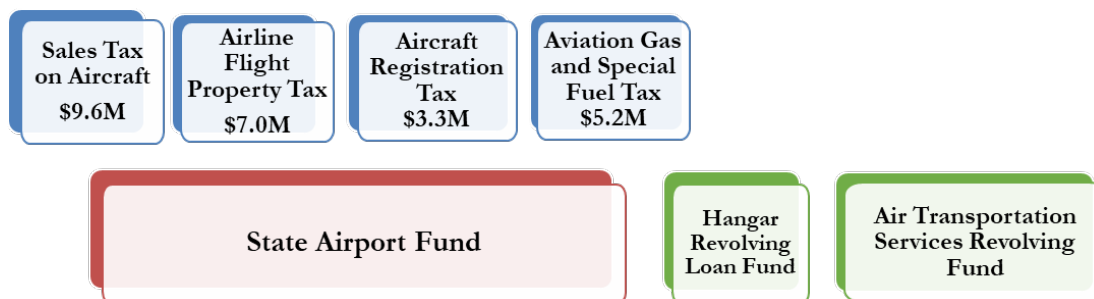 Sales Tax
on Aircraft
$9.6M
Airline
Flight
Property Tax
$7.0M
Aircraft
Registration
Tax
$3.3M
Aviation Gas
and Special
Fuel Tax
$5.2M
State Airport Fund
Hangar
Revolving
Loan Fund
Air Transportation
Services Revolving
Fund